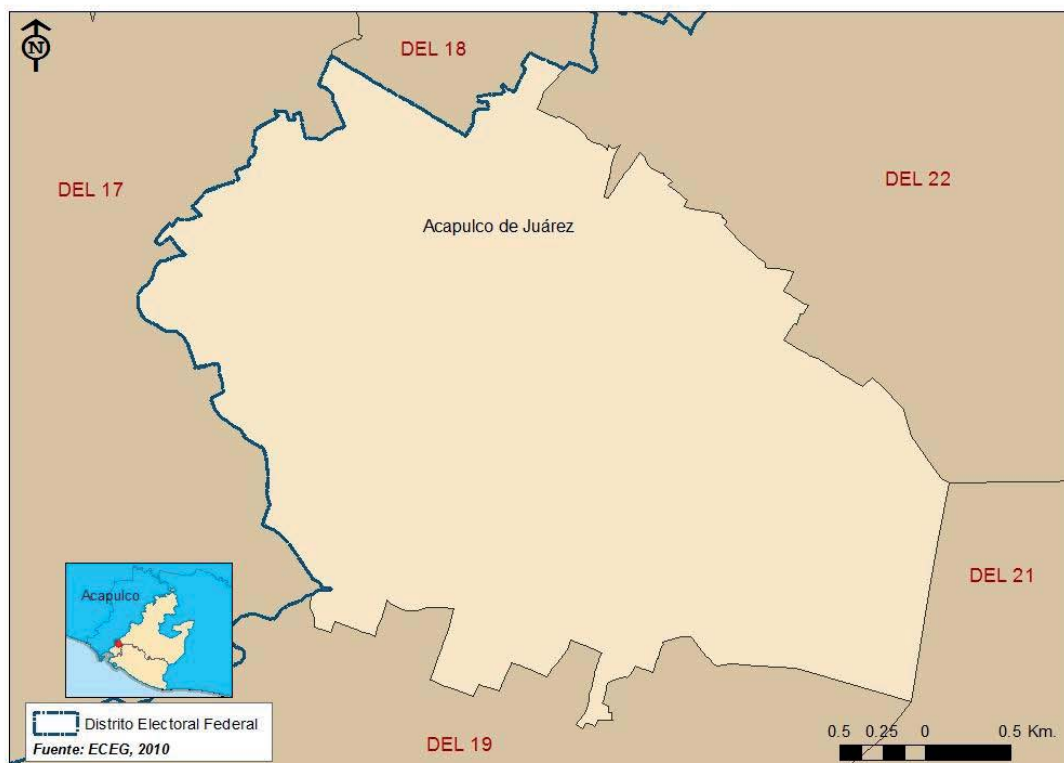 N
DEL 18
DEL 17
DEL 22
Acapulco de Juárez
DEL 21
Acapulco
Distrito Electoral Federal
Fuente: ECEG, 2010
DEL 19
0.5 0.25 0 0.5 Km.